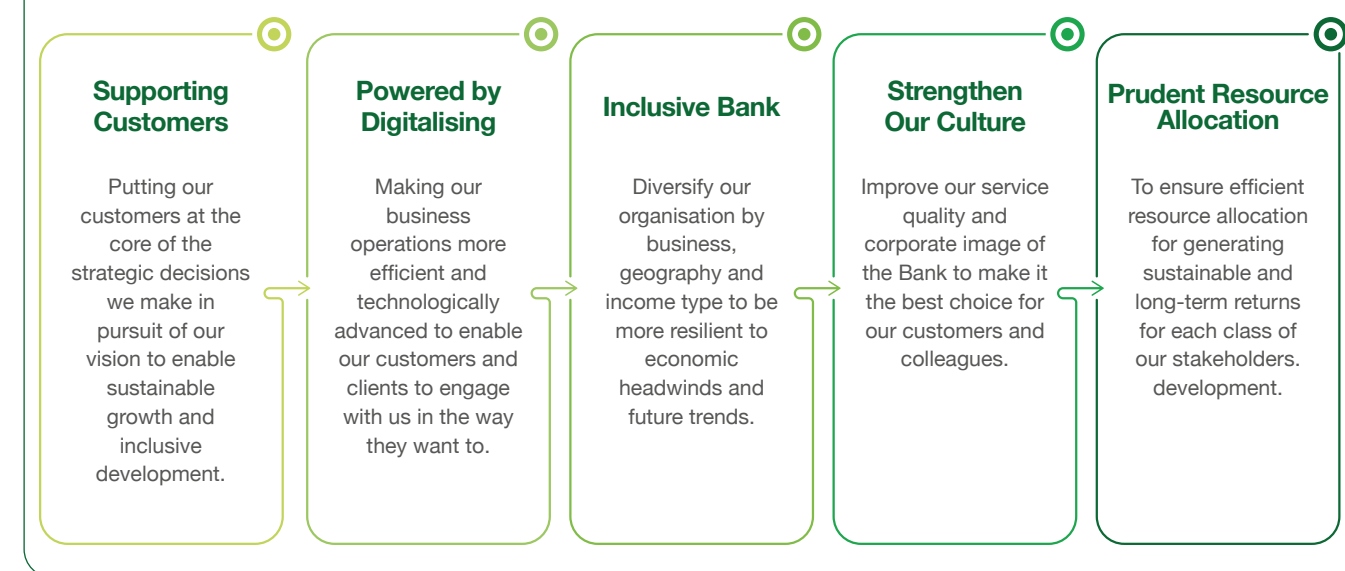 Supporting
Customers
Putting our
customers at the
core of the
strategic decisions
we make in
pursuit of our
vision to enable
sustainable
growth and
inclusive
development.
Powered by
Digitalising
Making our
business
operations more
efficient and
technologically
advanced to enable
our customers and
clients to engage
with us in the way
they want to.
Inclusive Bank
Diversify our
organisation by
business,
geography and
income type to be
more resilient to
economic
headwinds and
future trends.
Strengthen
Our Culture
Improve our service
quality and
corporate image of
the Bank to make it
the best choice for
our customers and
colleagues.
Prudent Resource
Allocation
To ensure efficient
resource allocation
for generating
sustainable and
long-term returns
for each class of
our stakeholders.
development.